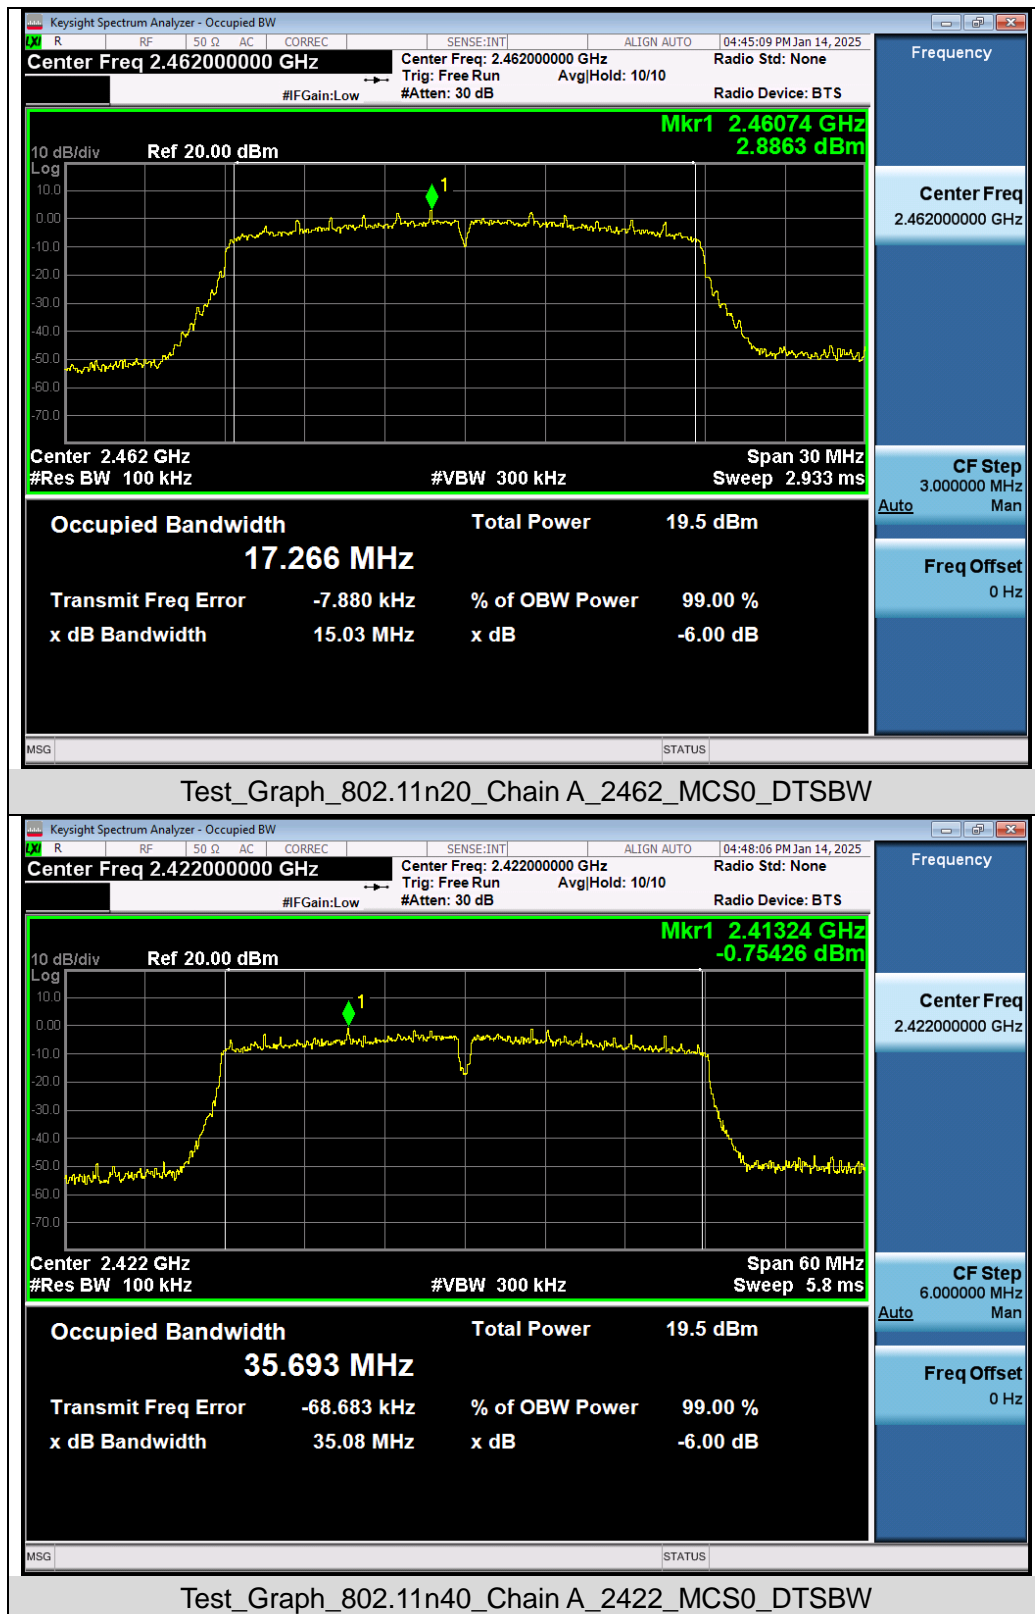 Keysight Spectrum Analyzer - Occupied BW
LXI R RF 50 Ω AC CORREC SENSE:INT ALIGN AUTO 04:45:09 PM Jan 14, 2025
Center Freq 2.462000000 GHz
Center Freq: 2.462000000 GHz Radio Std: None
Trig: Free Run Avg|Hold: 10/10
#IFGain:Low #Atten: 30 dB Radio Device: BTS
Mkr1 2.46074 GHz
2.8863 dBm
10 dB/div Ref 20.00 dBm
Log
10.0
0.00
-10.0
-20.0
-30.0
-40.0
-50.0
-60.0
-70.0
1
Center 2.462 GHz Span 30 MHz
#Res BW 100 kHz #VBW 300 kHz Sweep 2.933 ms
Occupied Bandwidth Total Power 19.5 dBm
17.266 MHz
Transmit Freq Error -7.880 kHz % of OBW Power 99.00 %
x dB Bandwidth 15.03 MHz x dB -6.00 dB
MSG STATUS
Frequency
Center Freq
2.462000000 GHz
CF Step
3.000000 MHz
Auto Man
Freq Offset
0 Hz
Test_Graph_802.11n20_Chain A_2462_MCS0_DTSBW
Keysight Spectrum Analyzer - Occupied BW
LXI R RF 50 Ω AC CORREC SENSE:INT ALIGN AUTO 04:48:06 PM Jan 14, 2025
Center Freq 2.422000000 GHz
Center Freq: 2.422000000 GHz Radio Std: None
Trig: Free Run Avg|Hold: 10/10
#IFGain:Low #Atten: 30 dB Radio Device: BTS
Mkr1 2.41324 GHz
-0.75426 dBm
10 dB/div Ref 20.00 dBm
Log
10.0
0.00
-10.0
-20.0
-30.0
-40.0
-50.0
-60.0
-70.0
1
Center 2.422 GHz Span 60 MHz
#Res BW 100 kHz #VBW 300 kHz Sweep 5.8 ms
Occupied Bandwidth Total Power 19.5 dBm
35.693 MHz
Transmit Freq Error -68.683 kHz % of OBW Power 99.00 %
x dB Bandwidth 35.08 MHz x dB -6.00 dB
MSG STATUS
Frequency
Center Freq
2.422000000 GHz
CF Step
6.000000 MHz
Auto Man
Freq Offset
0 Hz
Test_Graph_802.11n40_Chain A_2422_MCS0_DTSBW